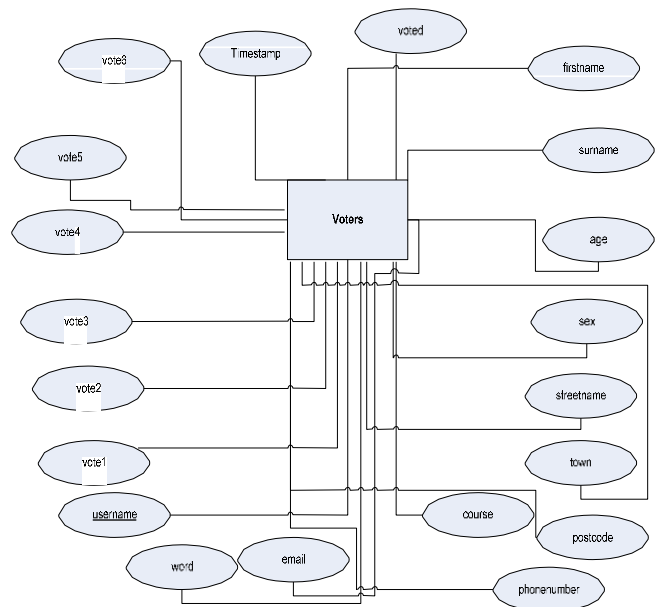 voted
Timestamp
vote6
firstname
surname
vote5
Voters
vote4
age
vote3
sex
vote2
streetname
vote1
town
username
course
postcode
email
word
phonenumber